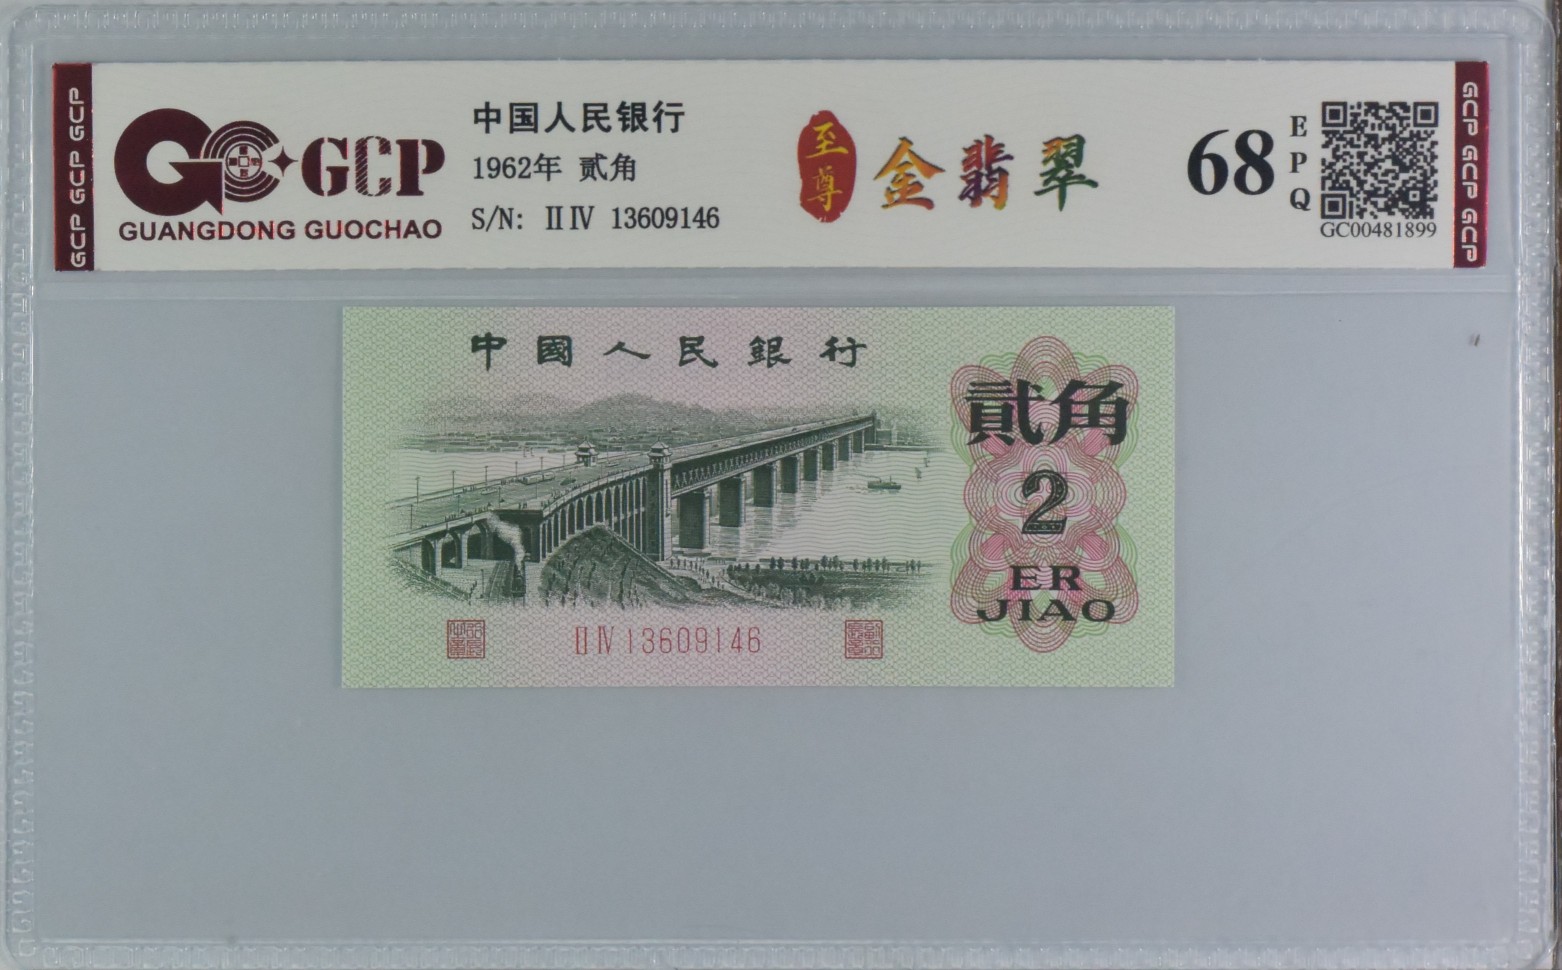 GCP GCP GCP
GCP
GUANGDONG GUOCHAO
中国人民银行
1962年 贰角
S/N: ⅡⅣ 13609146
至尊
金翡翠
68
EPQ
GC00481899
GCP GCP GCP
中國人民銀行
貳角
2
ER
JIAO
ⅡⅣ 13609146